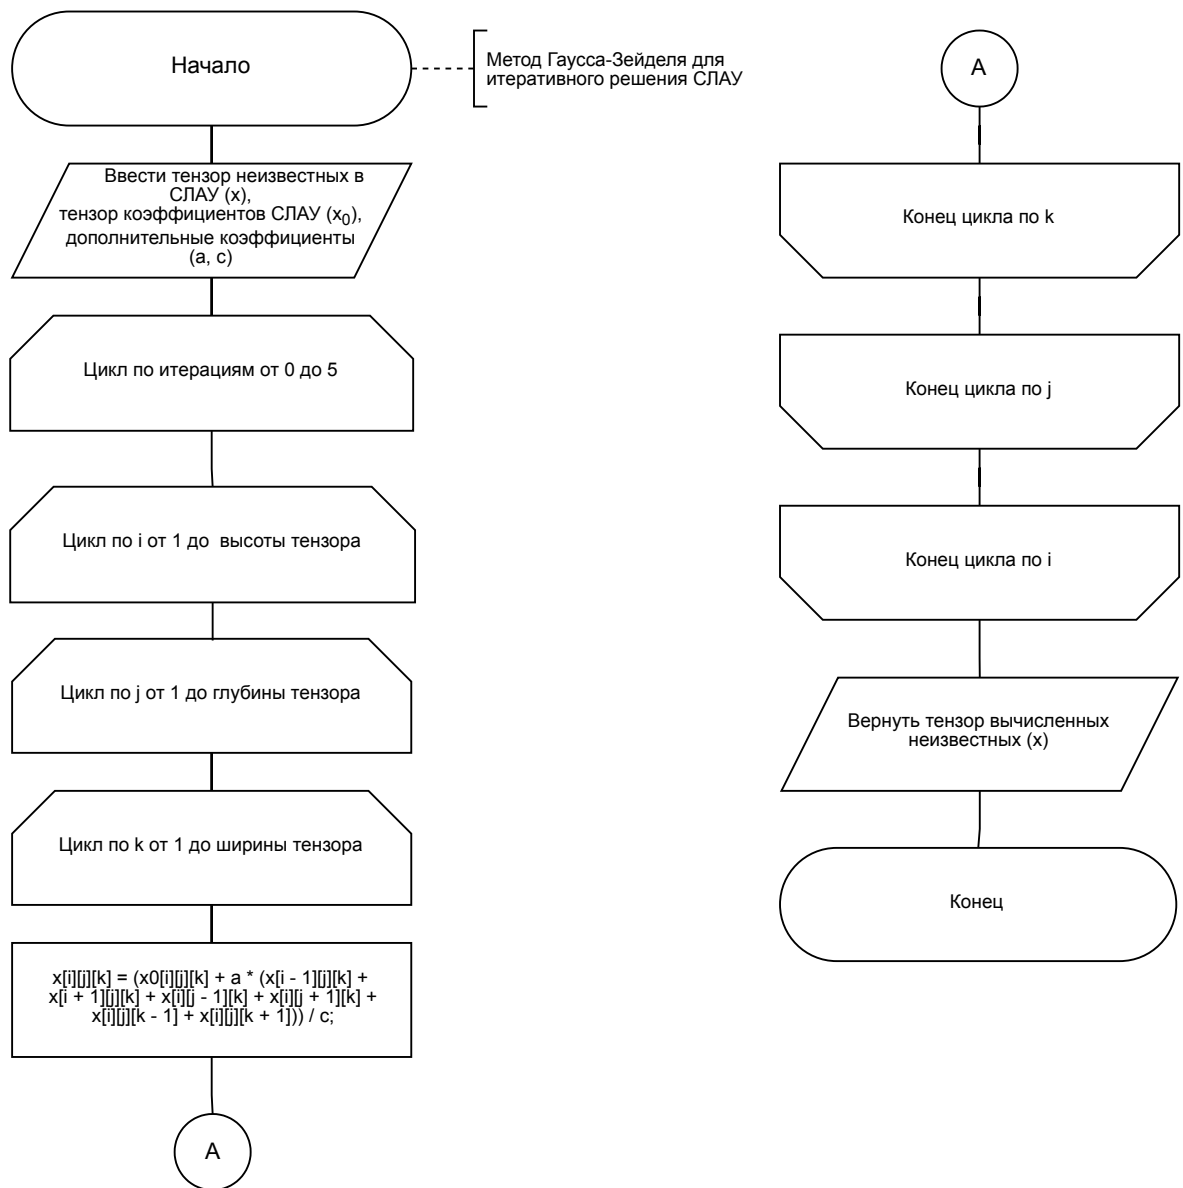 Начало
Метод Гаусса-Зейделя для
итеративного решения СЛАУ
Ввести тензор неизвестных в
СЛАУ (x),
тензор коэффициентов СЛАУ (x0),
дополнительные коэффициенты
(a, c)
Цикл по итерациям от 0 до 5
Цикл по i от 1 до высоты тензора
Цикл по j от 1 до глубины тензора
Цикл по k от 1 до ширины тензора
x[i][j][k] = (x0[i][j][k] + a * (x[i - 1][j][k] +
x[i + 1][j][k] + x[i][j - 1][k] + x[i][j + 1][k] +
x[i][j][k - 1] + x[i][j][k + 1])) / c;
A
A
Конец цикла по k
Конец цикла по j
Конец цикла по i
Вернуть тензор вычисленных
неизвестных (x)
Конец